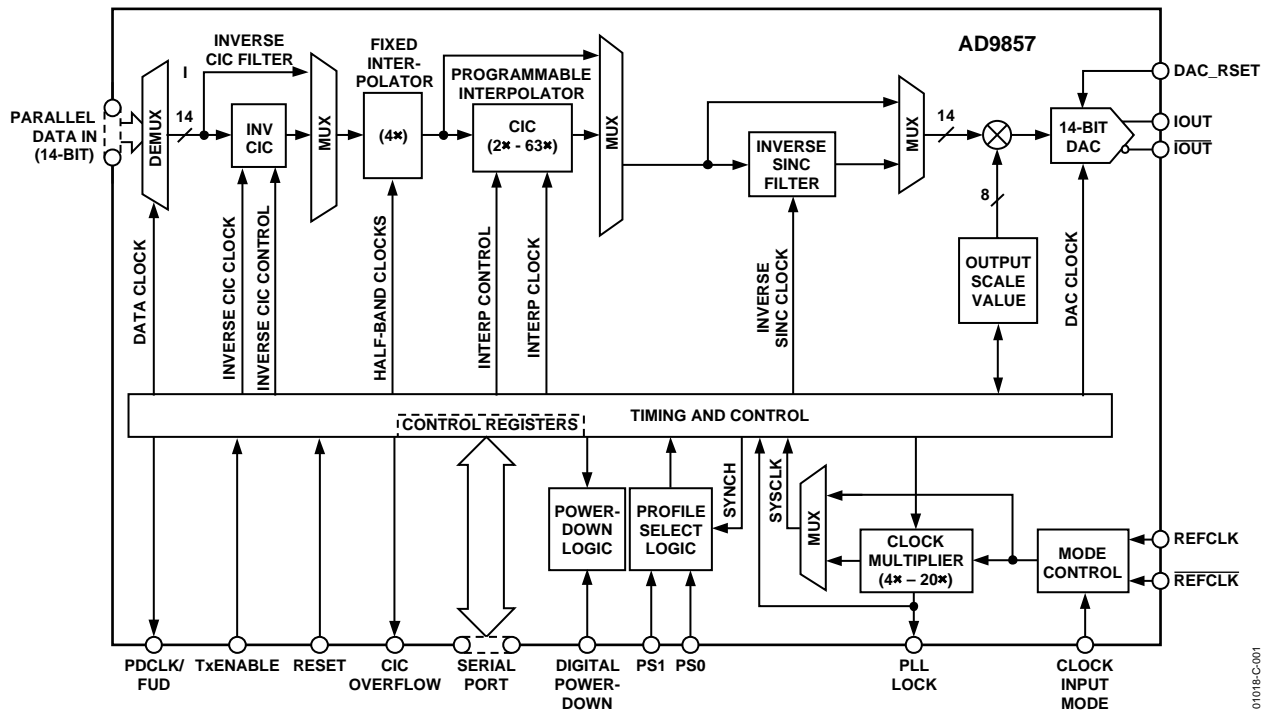 AD9857
INVERSE
CIC FILTER
FIXED
INTER-
POLATOR
PROGRAMMABLE
INTERPOLATOR
I
14
PARALLEL
DATA IN
(14-BIT)
DEMUX
INV
CIC
MUX
(4×)
CIC
(2× - 63×)
MUX
INVERSE
SINC
FILTER
MUX
14
14-BIT
DAC
DAC_RSET
IOUT
IOUT
8
OUTPUT
SCALE
VALUE
DATA CLOCK
INVERSE CIC CLOCK
INVERSE CIC CONTROL
HALF-BAND CLOCKS
INTERP CONTROL
INTERP CLOCK
INVERSE
SINC CLOCK
DAC CLOCK
TIMING AND CONTROL
CONTROL REGISTERS
POWER-
DOWN
LOGIC
PROFILE
SELECT
LOGIC
SYNCH
SYSCLK
MUX
CLOCK
MULTIPLIER
(4× – 20×)
MODE
CONTROL
REFCLK
REFCLK
PDCLK/
FUD
TxENABLE
RESET
CIC
OVERFLOW
SERIAL
PORT
DIGITAL
POWER-
DOWN
PS1
PS0
PLL
LOCK
CLOCK
INPUT
MODE
01018-C-001